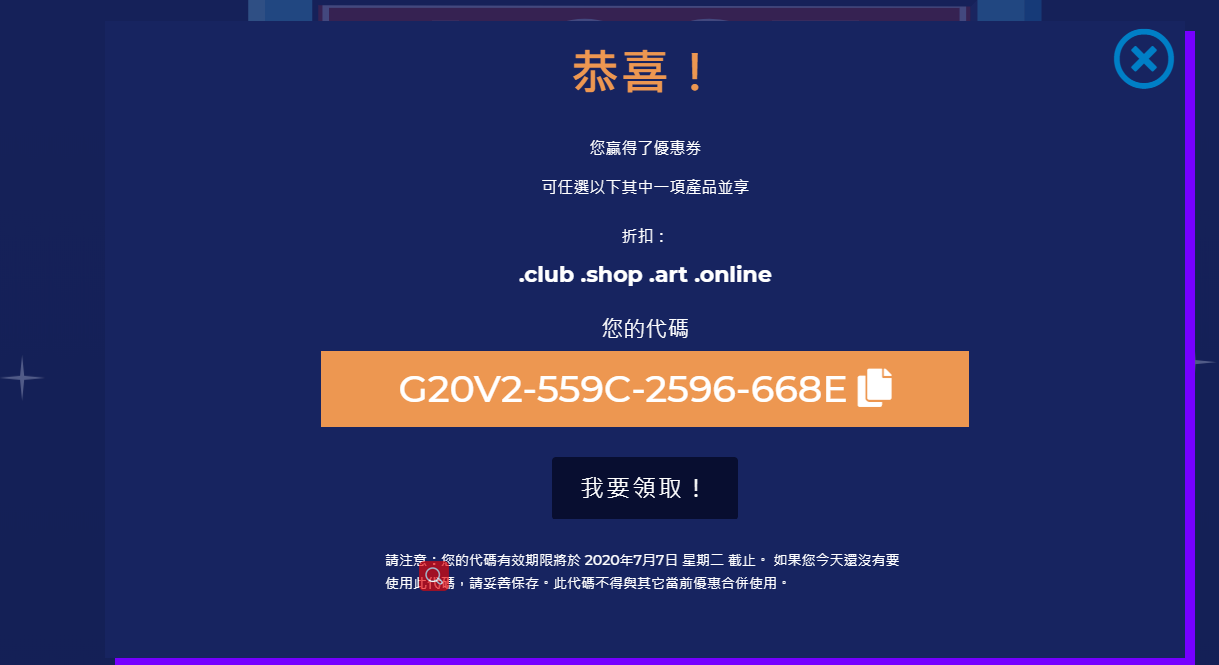 恭喜！
您贏得了優惠券
可任選以下其中一項產品並享
折扣：
.club .shop .art .online
您的代碼
G20V2-559C-2596-668E
我要領取！
請注意：您的代碼有效期限將於 2020年7月7日 星期二 截止。 如果您今天還沒有要
使用此代碼，請妥善保存。此代碼不得與其它當前優惠合併使用。